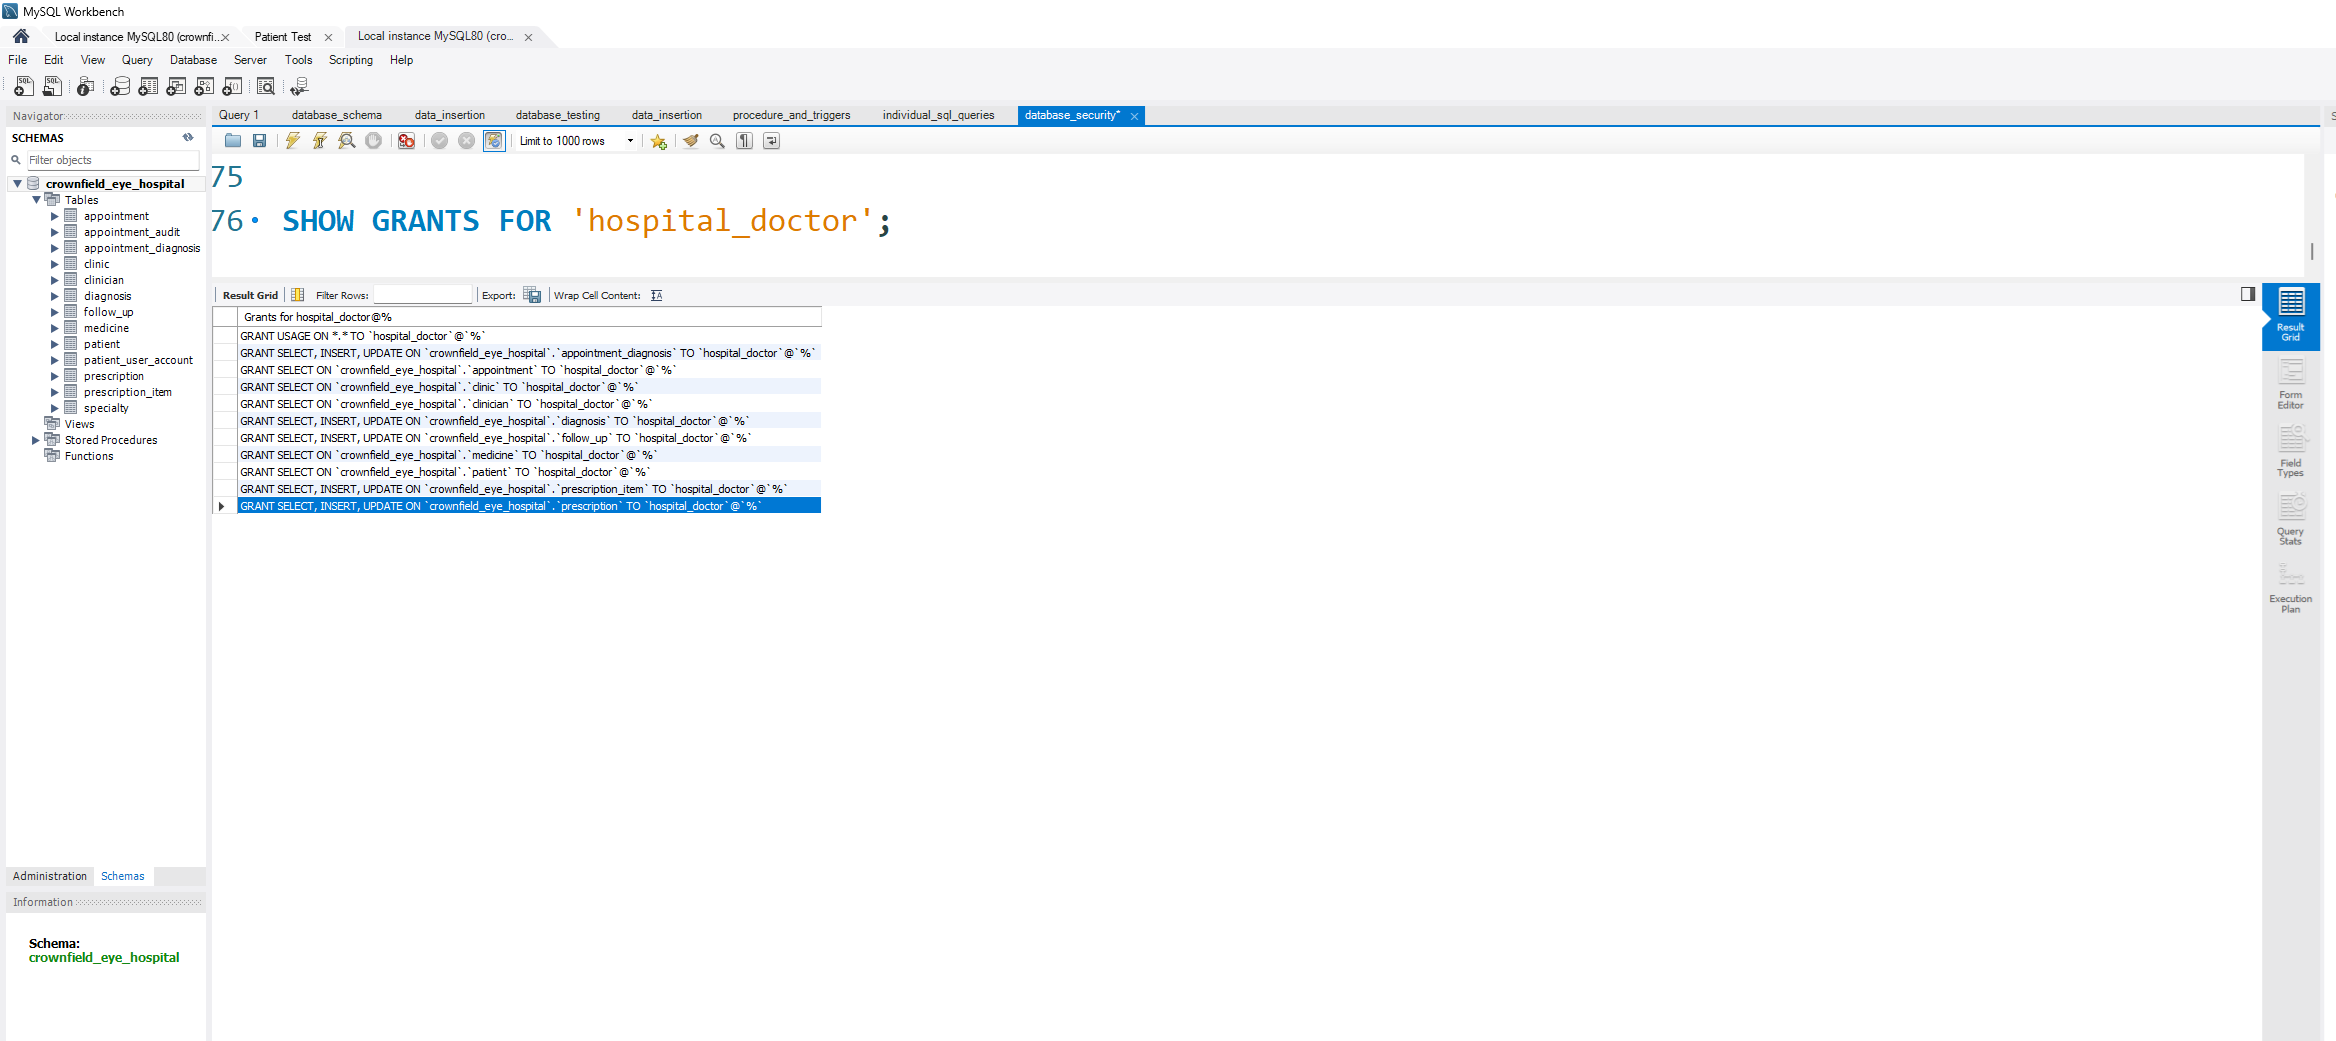 MySQL Workbench
Local instance MySQL80 (crownfi...
Patient Test
Local instance MySQL80 (cro...
File Edit View Query Database Server Tools Scripting Help
Navigator
SCHEMAS
Filter objects
crownfield_eye_hospital
Tables
appointment
appointment_audit
appointment_diagnosis
clinic
clinician
diagnosis
follow_up
medicine
patient
patient_user_account
prescription
prescription_item
specialty
Views
Stored Procedures
Functions
Administration Schemas
Information
Schema:
crownfield_eye_hospital
Query 1 database_schema data_insertion database_testing data_insertion procedure_and_triggers individual_sql_queries database_security*
Limit to 1000 rows
75
76 SHOW GRANTS FOR 'hospital_doctor';
Result Grid Filter Rows: Export: Wrap Cell Content:
Grants for hospital_doctor@%
GRANT USAGE ON *.* TO `hospital_doctor`@`%`
GRANT SELECT, INSERT, UPDATE ON `crownfield_eye_hospital`.`appointment_diagnosis` TO `hospital_doctor`@`%`
GRANT SELECT ON `crownfield_eye_hospital`.`appointment` TO `hospital_doctor`@`%`
GRANT SELECT ON `crownfield_eye_hospital`.`clinic` TO `hospital_doctor`@`%`
GRANT SELECT ON `crownfield_eye_hospital`.`clinician` TO `hospital_doctor`@`%`
GRANT SELECT, INSERT, UPDATE ON `crownfield_eye_hospital`.`diagnosis` TO `hospital_doctor`@`%`
GRANT SELECT, INSERT, UPDATE ON `crownfield_eye_hospital`.`follow_up` TO `hospital_doctor`@`%`
GRANT SELECT ON `crownfield_eye_hospital`.`medicine` TO `hospital_doctor`@`%`
GRANT SELECT ON `crownfield_eye_hospital`.`patient` TO `hospital_doctor`@`%`
GRANT SELECT, INSERT, UPDATE ON `crownfield_eye_hospital`.`prescription_item` TO `hospital_doctor`@`%`
GRANT SELECT, INSERT, UPDATE ON `crownfield_eye_hospital`.`prescription` TO `hospital_doctor`@`%`
Result
Grid
Form
Editor
Field
Types
Query
Stats
Execution
Plan